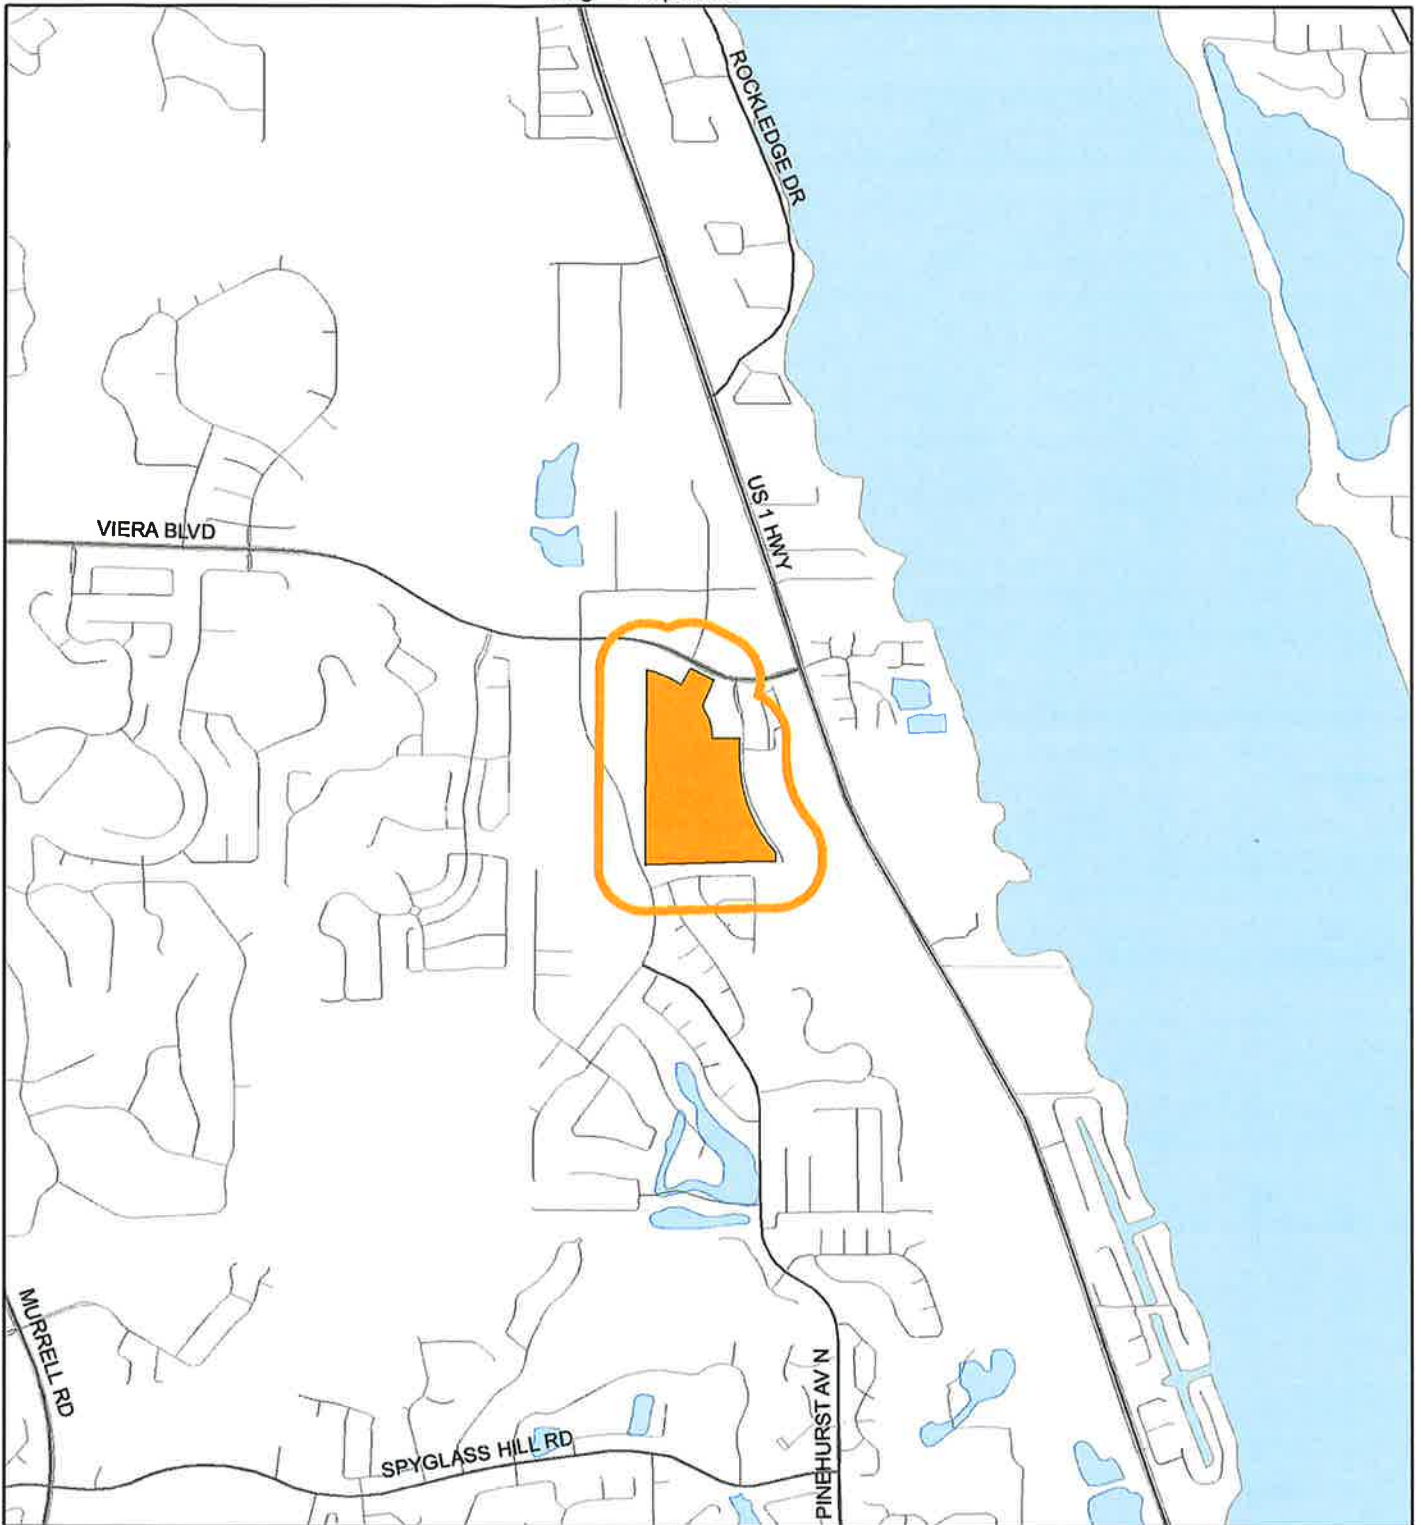 ROCKLEDGE DR
US 1 HWY
VIERA BLVD
MURRELL RD
SPYGLASS HILL RD
PINEHURST AV N